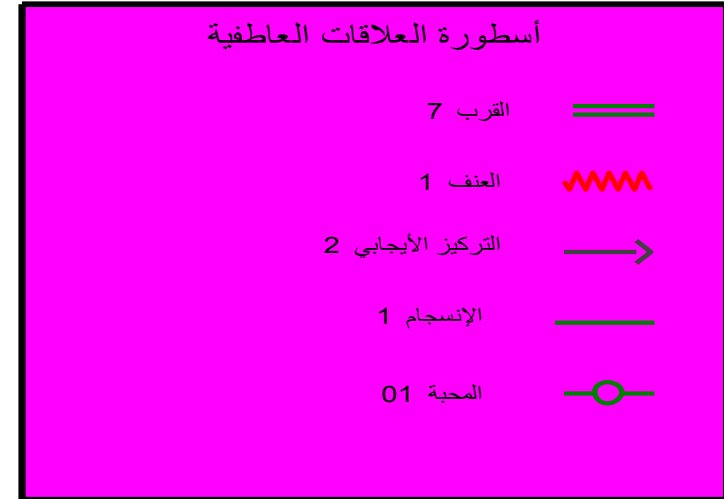 أسطورة العلاقات العاطفية
القرب 7
العنف 1
التركيز الأيجابي 2
الإنسجام 1
المحبة 01